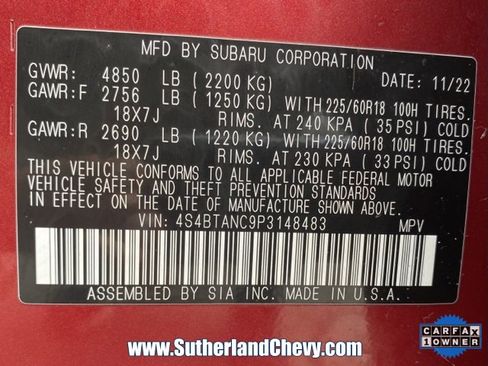 MFD BY SUBARU CORPORATION
GVWR: 4850 LB (2200 KG) DATE: 11/22
GAWR:F 2756 LB (1250 KG) WITH 225/60R18 100H TIRES.
18X7J RIMS. AT 240 KPA (35 PSI) COLD
GAWR:R 2690 LB (1220 KG) WITH 225/60R18 100H TIRES.
18X7J RIMS. AT 230 KPA (33 PSI) COLD
THIS VEHICLE CONFORMS TO ALL APPLICABLE FEDERAL MOTOR
VEHICLE SAFETY AND THEFT PREVENTION STANDARDS
IN EFFECT ON THE DATE OF MANUFACTURE SHOWN ABOVE.
VIN: 4S4BTANC9P3148483 MPV
ASSEMBLED BY SIA INC. MADE IN U.S.A.
www.SutherlandChevy.com
CARFAX
1 OWNER